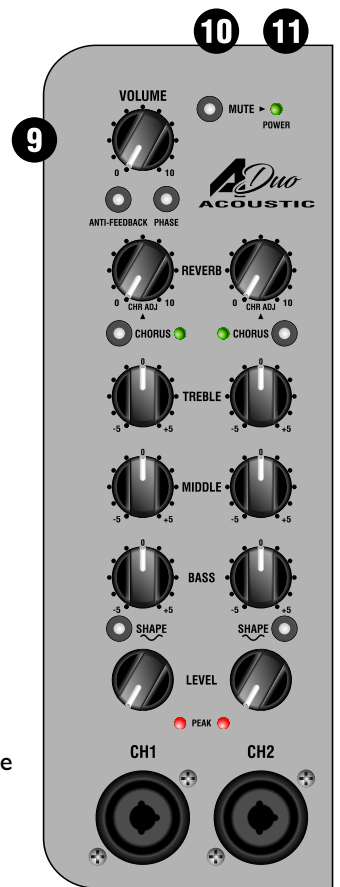 10 11
VOLUME
MUTE ►
POWER
9
0 10
A Duo
ACOUSTIC
ANTI-FEEDBACK PHASE
REVERB
0 CHR ADJ 10 0 CHR ADJ 10
▲ ▲
CHORUS CHORUS
0 0
TREBLE
-5 +5 -5 +5
0 0
MIDDLE
-5 +5 -5 +5
0 0
BASS
-5 +5 -5 +5
SHAPE SHAPE
LEVEL
PEAK
e
CH1 CH2